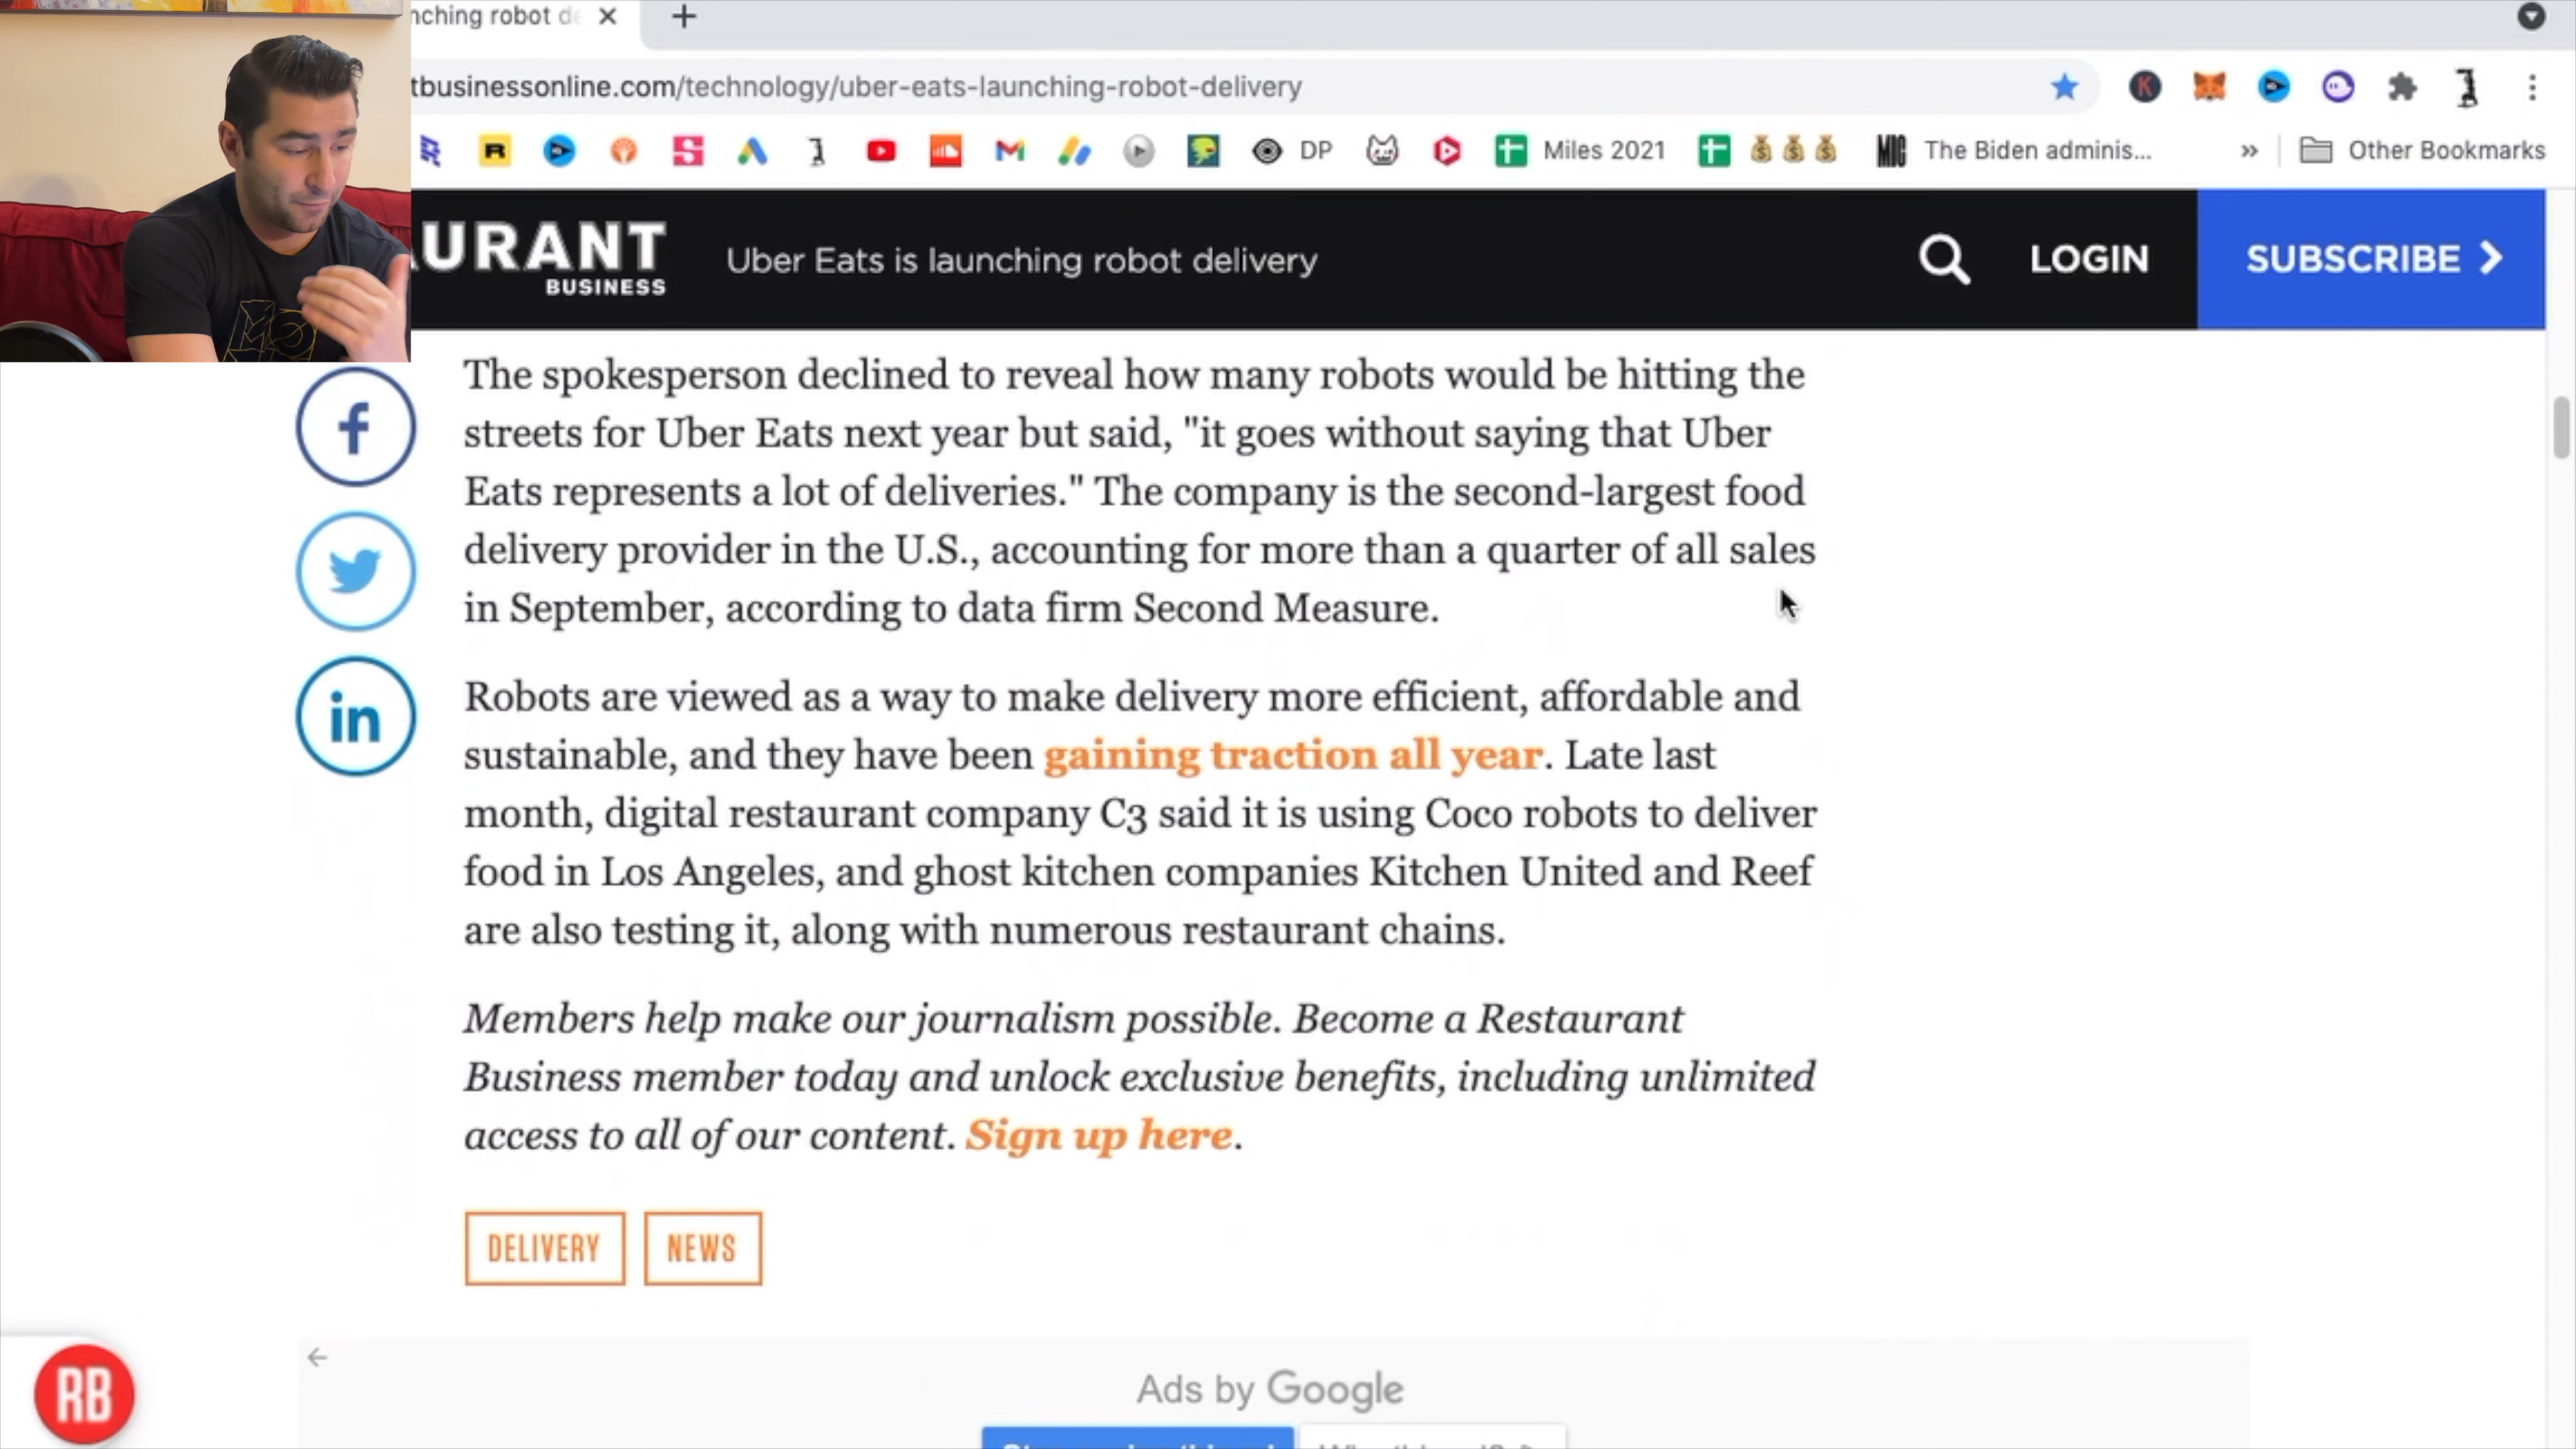 nching robot de
tbusinessonline.com/technology/uber-eats-launching-robot-delivery
DP
Miles 2021
MIC
The Biden adminis...
Other Bookmarks
URANT
BUSINESS
Uber Eats is launching robot delivery
LOGIN
SUBSCRIBE
The spokesperson declined to reveal how many robots would be hitting the
streets for Uber Eats next year but said, "it goes without saying that Uber
Eats represents a lot of deliveries." The company is the second-largest food
delivery provider in the U.S., accounting for more than a quarter of all sales
in September, according to data firm Second Measure.
Robots are viewed as a way to make delivery more efficient, affordable and
sustainable, and they have been gaining traction all year. Late last
month, digital restaurant company C3 said it is using Coco robots to deliver
food in Los Angeles, and ghost kitchen companies Kitchen United and Reef
are also testing it, along with numerous restaurant chains.
Members help make our journalism possible. Become a Restaurant
Business member today and unlock exclusive benefits, including unlimited
access to all of our content. Sign up here.
DELIVERY
NEWS
RB
Ads by Google